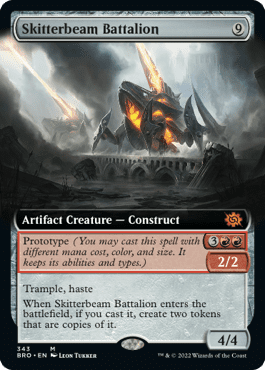 Skitterbeam Battalion 9
Artifact Creature — Construct
Prototype (You may cast this spell with
different mana cost, color, and size. It
keeps its abilities and types.)
3
2/2
Trample, haste
When Skitterbeam Battalion enters the
battlefield, if you cast it, create two tokens
that are copies of it.
4/4
343 M
BRO • EN LEON TUKKER
™ & © 2022 Wizards of the Coast